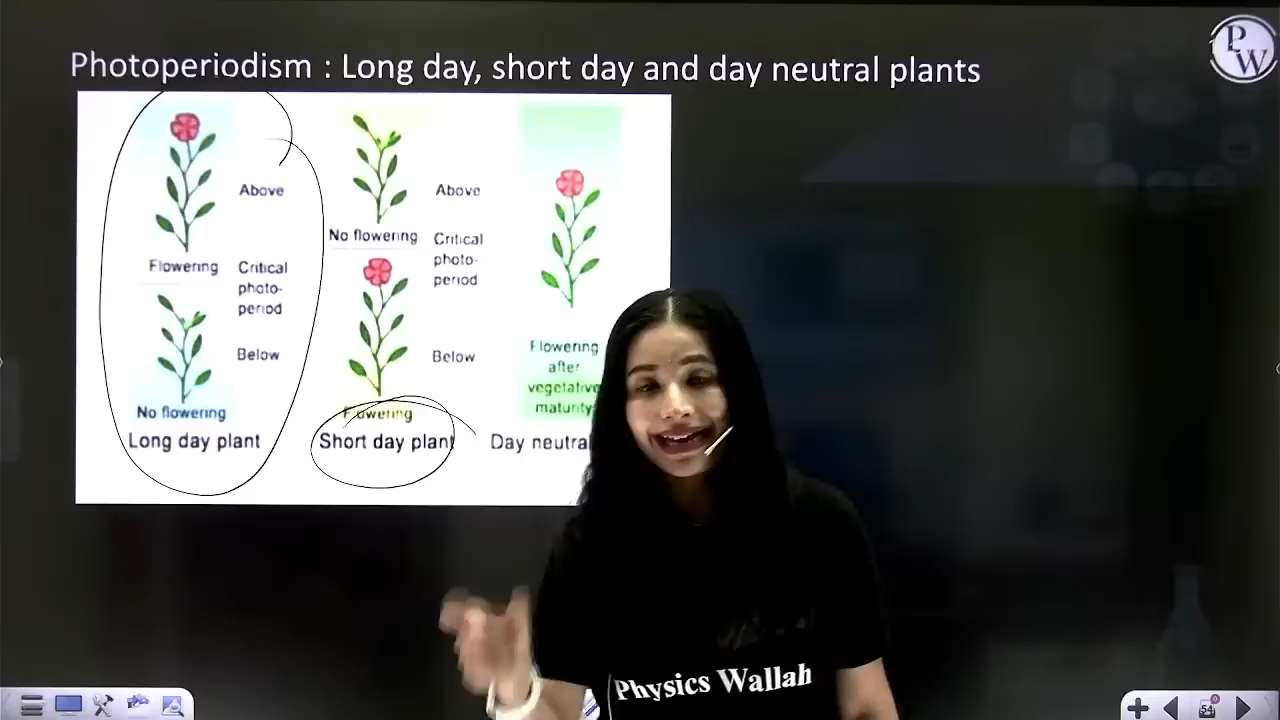 Photoperiodism : Long day, short day and day neutral plants
PW
Above
Flowering
Critical
photo-
period
Below
No flowering
Long day plant
Above
No flowering
Critical
photo-
period
Below
Flowering
Short day plant
Flowering
after
vegetative
maturity
Day neutral
Physics Wallah
54